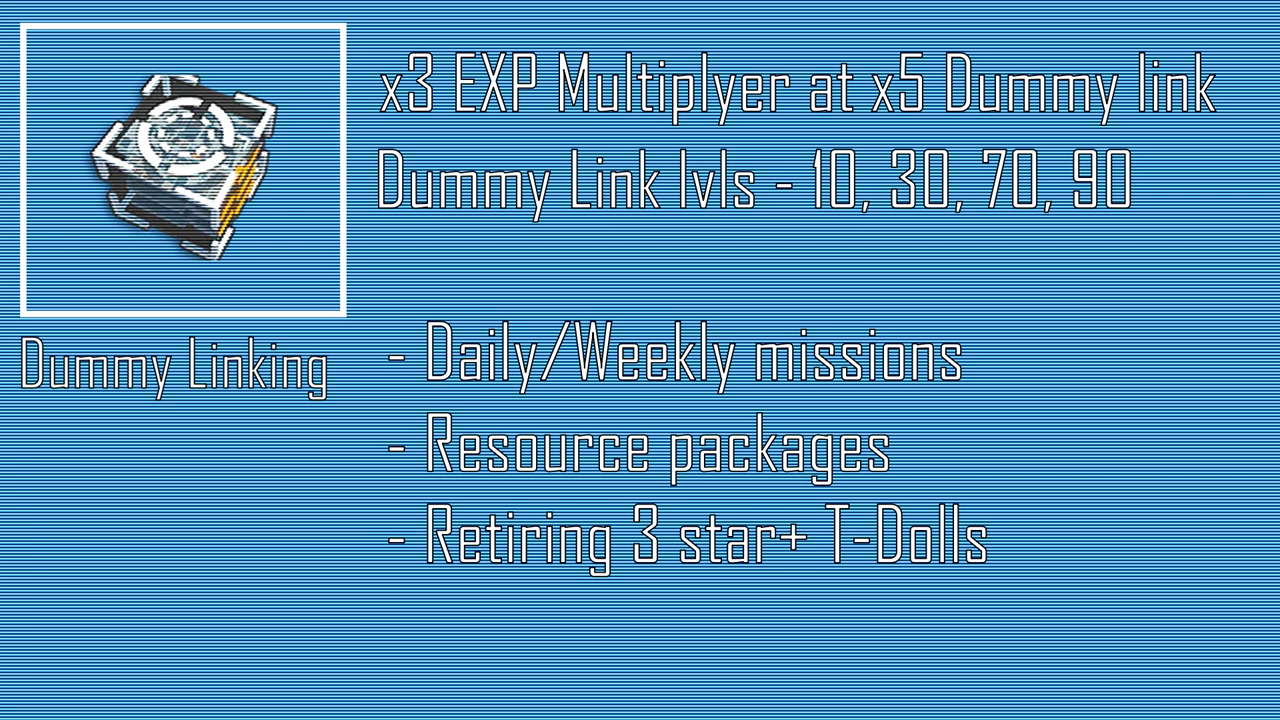 x3 EXP Multiplyer at x5 Dummy link
Dummy Link lvls - 10, 30, 70, 90
Dummy Linking
- Daily/Weekly missions
- Resource packages
- Retiring 3 star+ T-Dolls